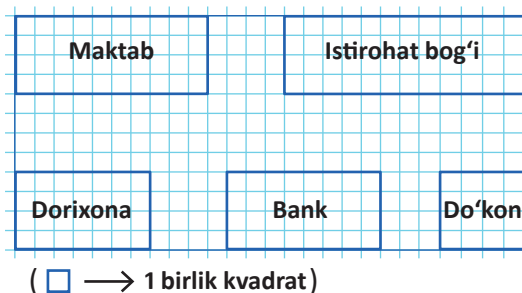 Maktab Istirohat bog‘i
Dorixona Bank Do‘kon
( □ → 1 birlik kvadrat)